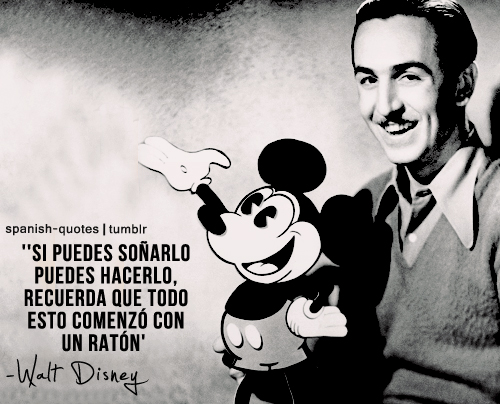 spanish-quotes | tumblr
"SI PUEDES SOÑARLO
PUEDES HACERLO,
RECUERDA QUE TODO
ESTO COMENZÓ CON
UN RATÓN'
-Walt Disney